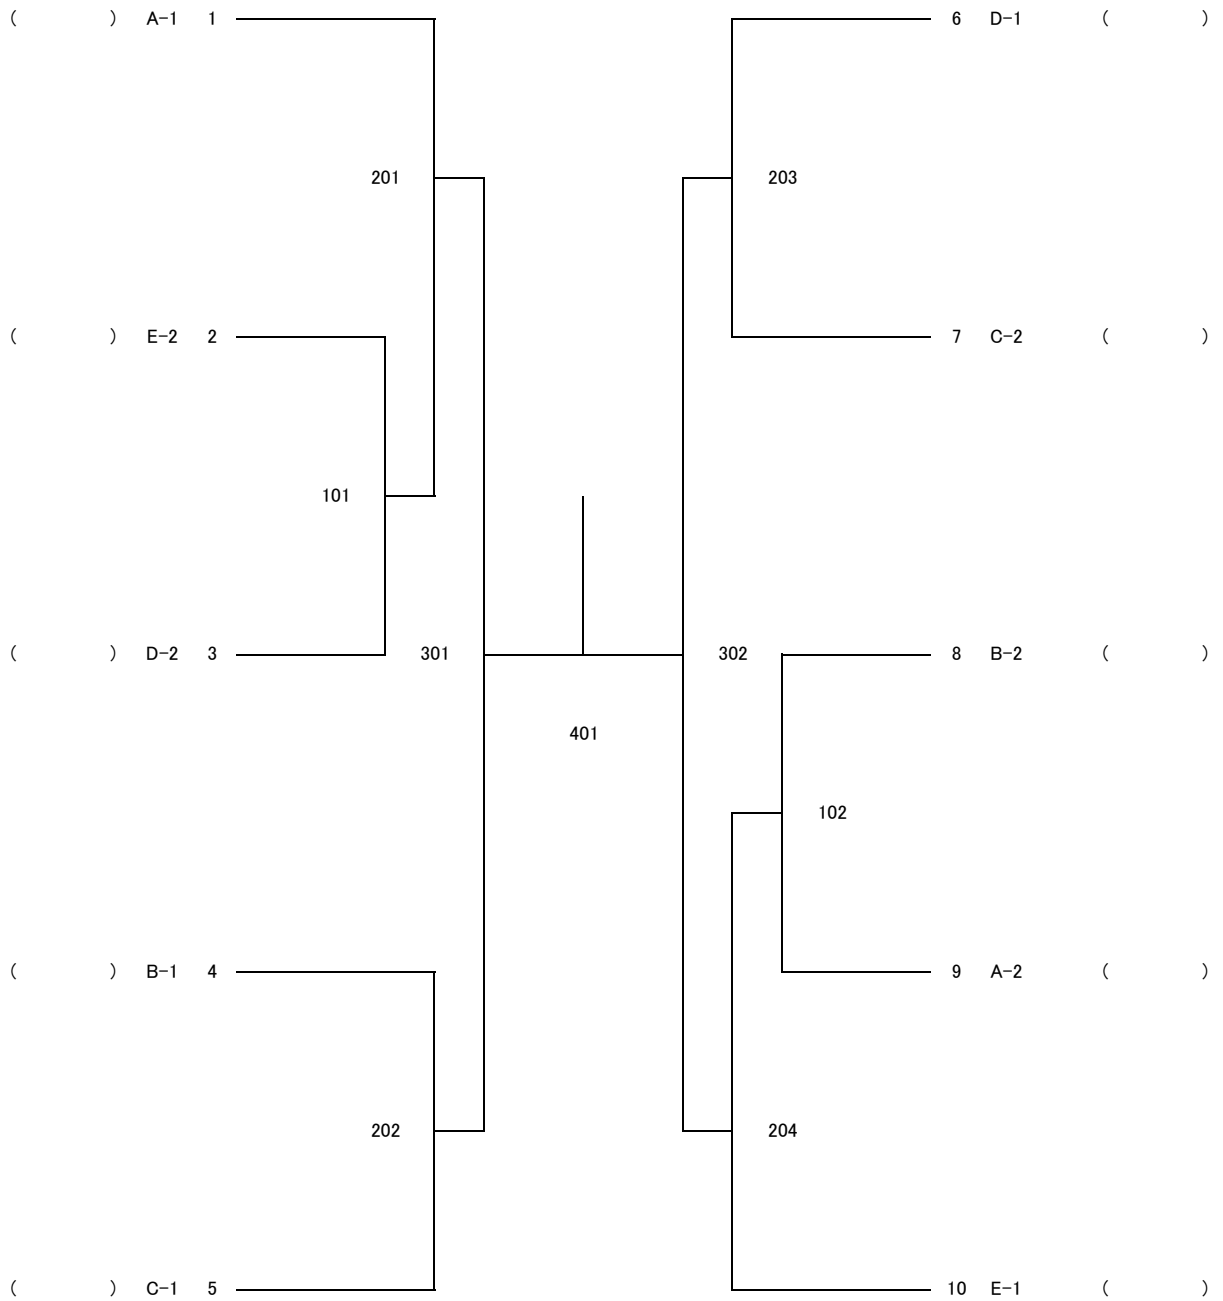 ( ) A-1 1 6 D-1 ( )
201 203
( ) E-2 2 7 C-2 ( )
101
( ) D-2 3 301 302 8 B-2 ( )
401
102
( ) B-1 4 9 A-2 ( )
202 204
( ) C-1 5 10 E-1 ( )